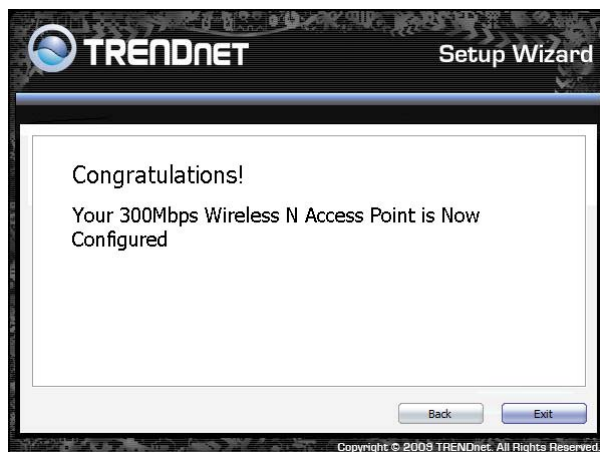 TRENDNET
Setup Wizard
Congratulations!
Your 300Mbps Wireless N Access Point is Now
Configured
Back
Exit
Copyright © 2009 TRENDnet. All Rights Reserved.